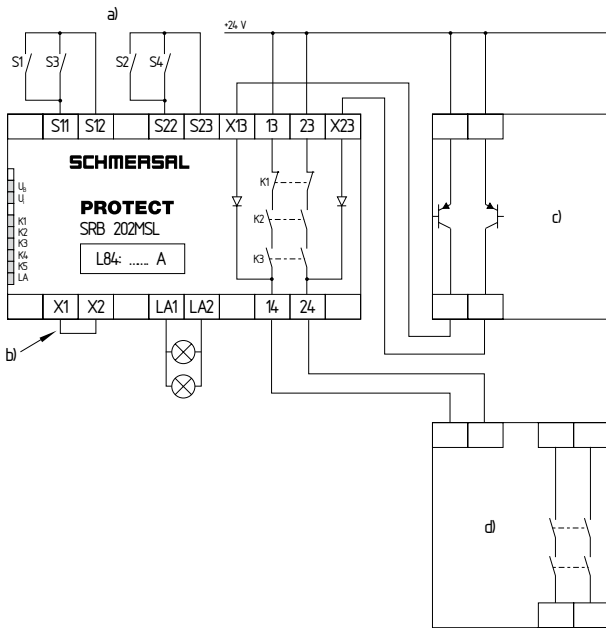 a)
+24 V
S1 S3 S2 S4
S11 S12 S22 S23 X13 13 23 X23
SCHMERSAL
PROTECT
SRB 202MSL
L84: ...... A
UB
Ui
K1
K2
K3
K4
K5
LA
K1
K2
K3
c)
X1 X2 LA1 LA2 14 24
b)
d)